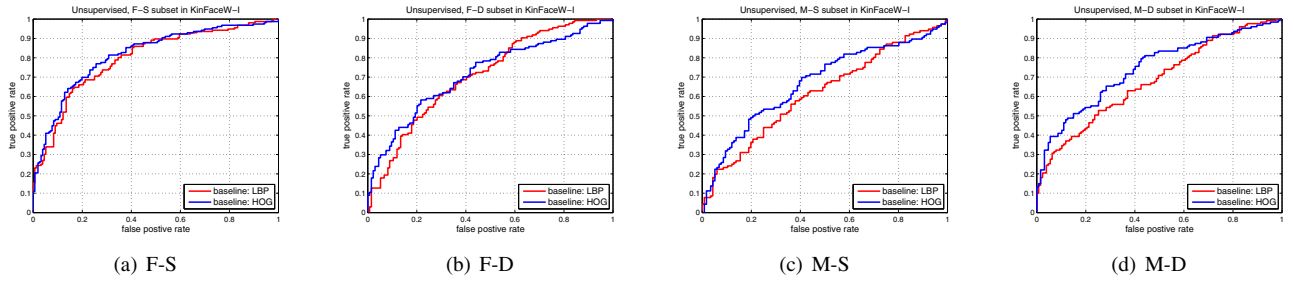 Unsupervised, F-S subset in KinFaceW-I
true positive rate
1
0.9
0.8
0.7
0.6
0.5
0.4
0.3
0.2
0.1
0
0 0.2 0.4 0.6 0.8 1
baseline: LBP
baseline: HOG
false postive rate
(a) F-S
Unsupervised, F-D subset in KinFaceW-I
true positive rate
1
0.9
0.8
0.7
0.6
0.5
0.4
0.3
0.2
0.1
0
0 0.2 0.4 0.6 0.8 1
baseline: LBP
baseline: HOG
false postive rate
(b) F-D
Unsupervised, M-S subset in KinFaceW-I
true positive rate
1
0.9
0.8
0.7
0.6
0.5
0.4
0.3
0.2
0.1
0
0 0.2 0.4 0.6 0.8 1
baseline: LBP
baseline: HOG
false postive rate
(c) M-S
Unsupervised, M-D subset in KinFaceW-I
true positive rate
1
0.9
0.8
0.7
0.6
0.5
0.4
0.3
0.2
0.1
0
0 0.2 0.4 0.6 0.8 1
baseline: LBP
baseline: HOG
false postive rate
(d) M-D